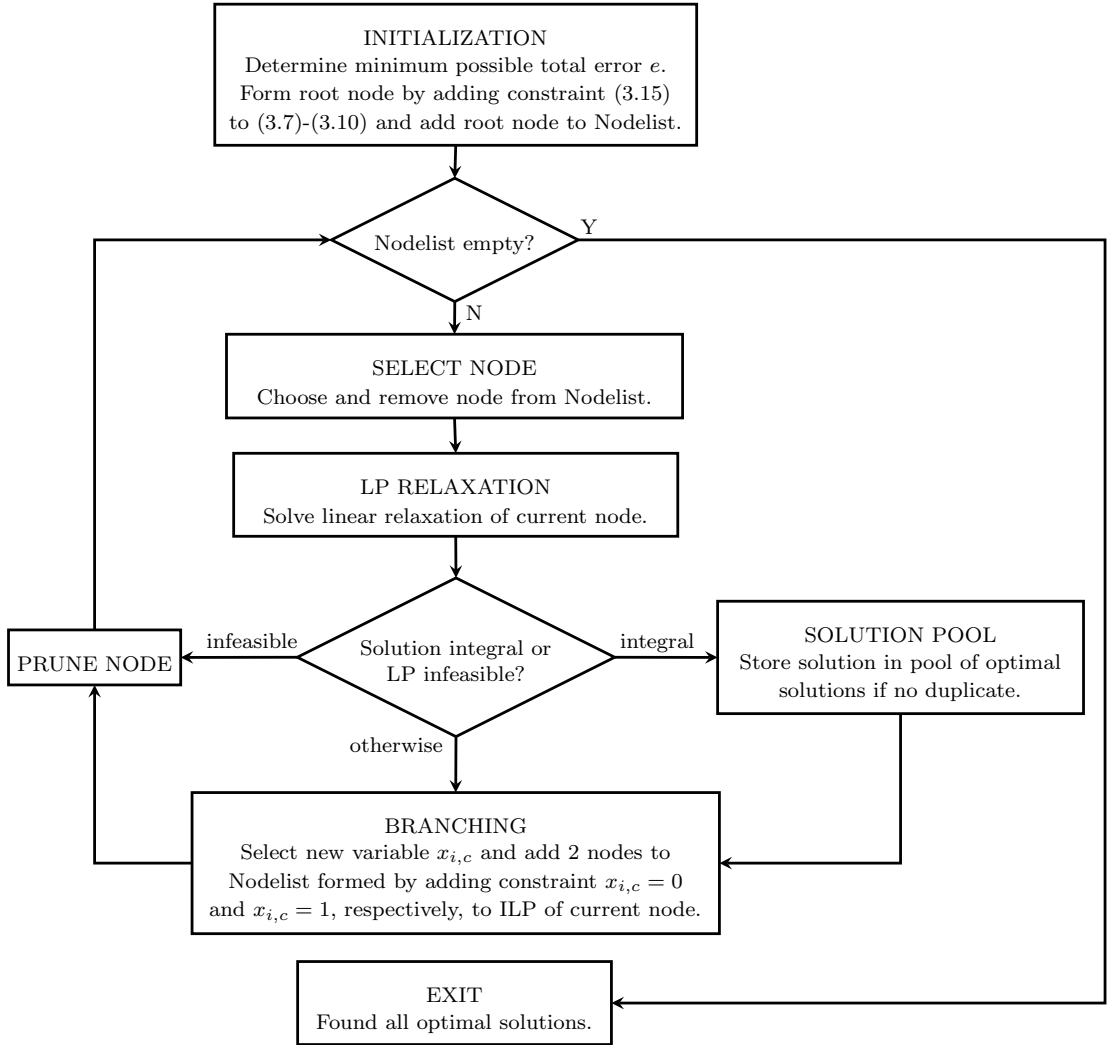 INITIALIZATION
Determine minimum possible total error e.
Form root node by adding constraint (3.15)
to (3.7)-(3.10) and add root node to Nodelist.
Nodelist empty?
Y
N
SELECT NODE
Choose and remove node from Nodelist.
LP RELAXATION
Solve linear relaxation of current node.
Solution integral or
LP infeasible?
infeasible
integral
otherwise
PRUNE NODE
SOLUTION POOL
Store solution in pool of optimal
solutions if no duplicate.
BRANCHING
Select new variable x_{i,c} and add 2 nodes to
Nodelist formed by adding constraint x_{i,c} = 0
and x_{i,c} = 1, respectively, to ILP of current node.
EXIT
Found all optimal solutions.